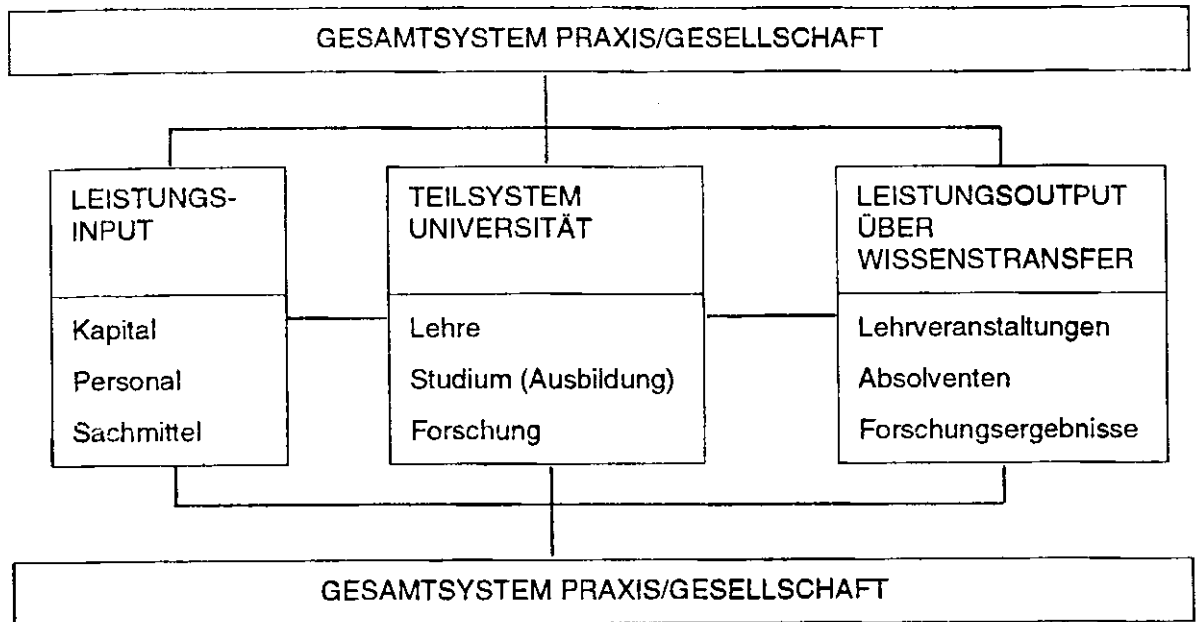 GESAMTSYSTEM PRAXIS/GESELLSCHAFT
LEISTUNGS-
INPUT
Kapital
Personal
Sachmittel
TEILSYSTEM
UNIVERSITÄT
Lehre
Studium (Ausbildung)
Forschung
LEISTUNGSOUTPUT
ÜBER
WISSENSTRANSFER
Lehrveranstaltungen
Absolventen
Forschungsergebnisse
GESAMTSYSTEM PRAXIS/GESELLSCHAFT